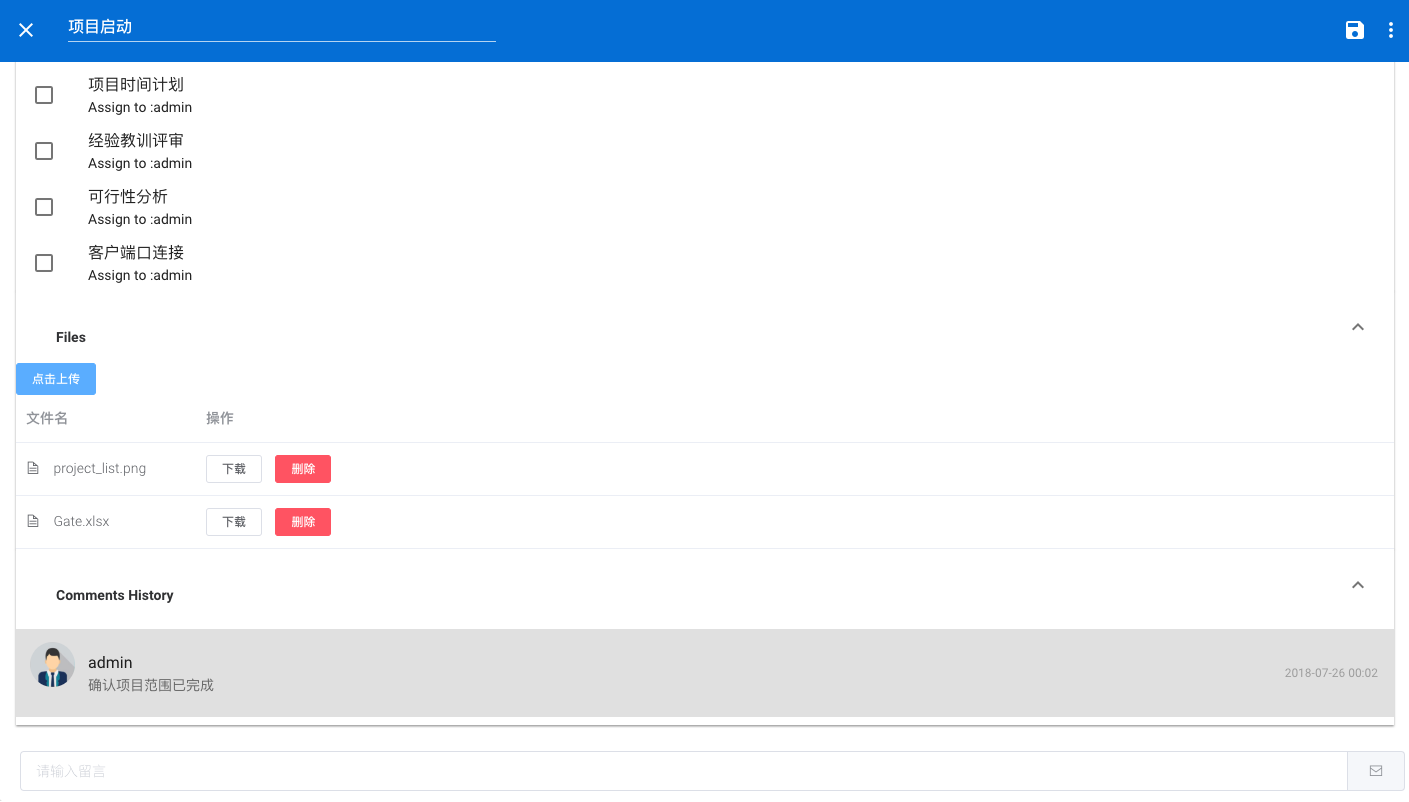 项目启动
项目时间计划
Assign to :admin
经验教训评审
Assign to :admin
可行性分析
Assign to :admin
客户端口连接
Assign to :admin
Files
点击上传
文件名 操作
project_list.png 下载 删除
Gate.xlsx 下载 删除
Comments History
admin
确认项目范围已完成
2018-07-26 00:02
请输入留言